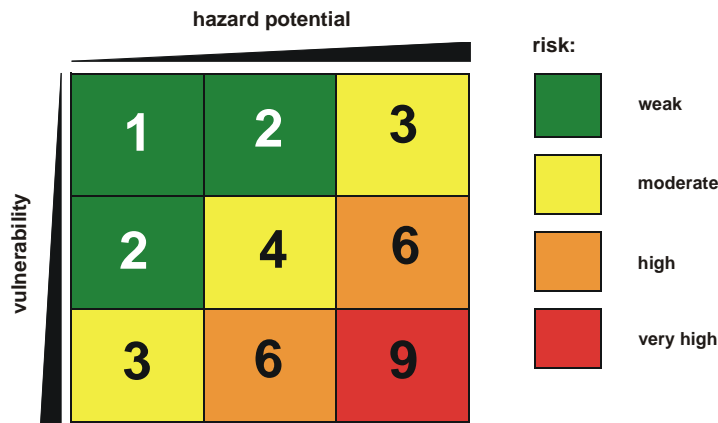 hazard potential
risk:
vulnerability
1 2 3
2 4 6
3 6 9
weak
moderate
high
very high